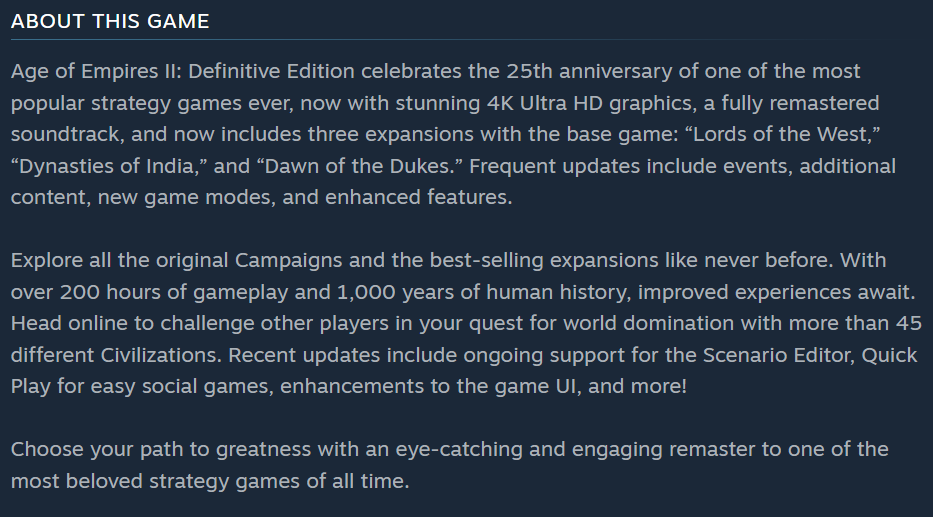 ABOUT THIS GAME
Age of Empires II: Definitive Edition celebrates the 25th anniversary of one of the most
popular strategy games ever, now with stunning 4K Ultra HD graphics, a fully remastered
soundtrack, and now includes three expansions with the base game: “Lords of the West,”
“Dynasties of India,” and “Dawn of the Dukes.” Frequent updates include events, additional
content, new game modes, and enhanced features.
Explore all the original Campaigns and the best-selling expansions like never before. With
over 200 hours of gameplay and 1,000 years of human history, improved experiences await.
Head online to challenge other players in your quest for world domination with more than 45
different Civilizations. Recent updates include ongoing support for the Scenario Editor, Quick
Play for easy social games, enhancements to the game UI, and more!
Choose your path to greatness with an eye-catching and engaging remaster to one of the
most beloved strategy games of all time.